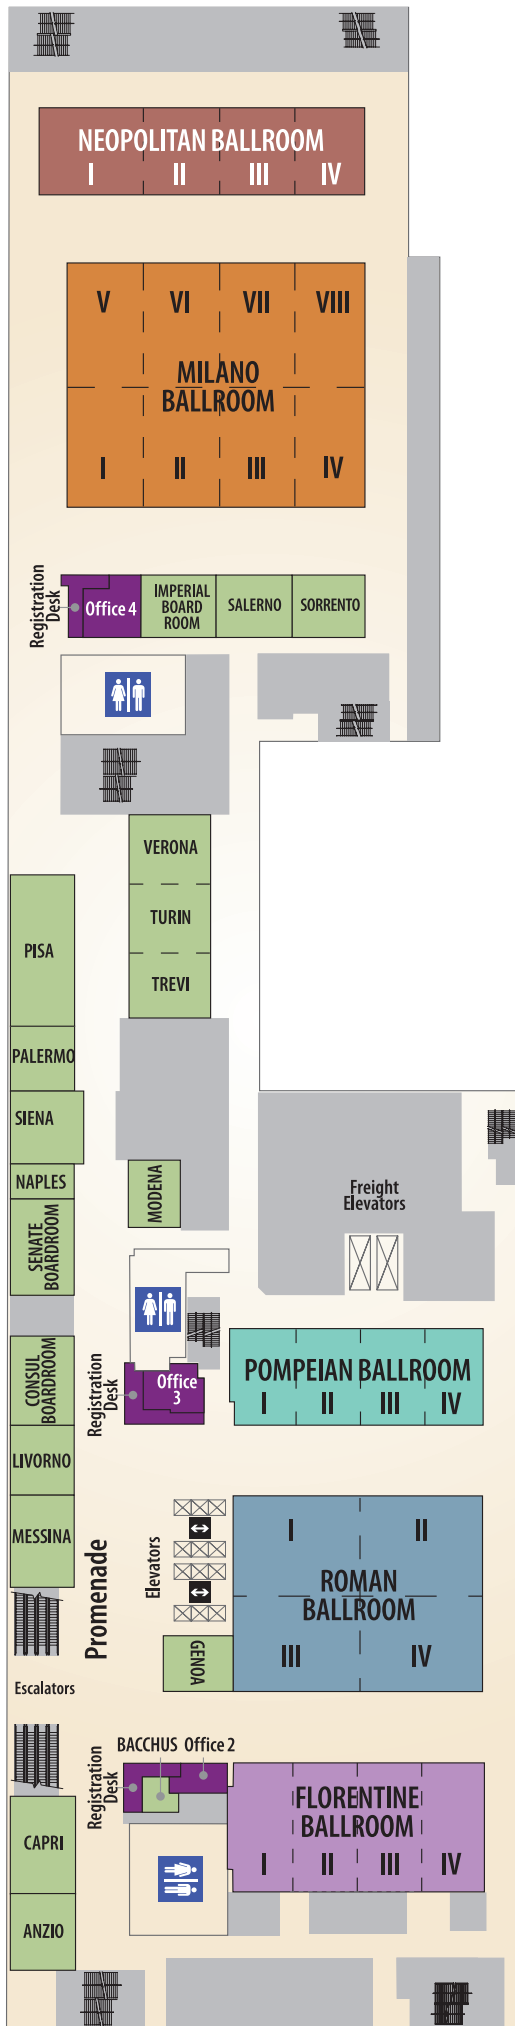 NEOPOLITAN BALLROOM
I II III IV
V VI VII VIII
MILANO
BALLROOM
I II III IV
Registration
Desk
Office 4
IMPERIAL
BOARD
ROOM
SALERNO
SORRENTO
VERONA
TURIN
TREVI
PISA
PALERMO
SIENA
NAPLES
SENATE
BOARDROOM
MODENA
Freight
Elevators
CONSUL
BOARDROOM
LIVORNO
MESSINA
Registration
Desk
Office
3
POMPEIAN BALLROOM
I II III IV
Promenade
Elevators
I II
ROMAN
BALLROOM
III IV
GENOA
Escalators
BACCHUS
Office 2
Registration
Desk
FLORENTINE
BALLROOM
I II III IV
CAPRI
ANZIO